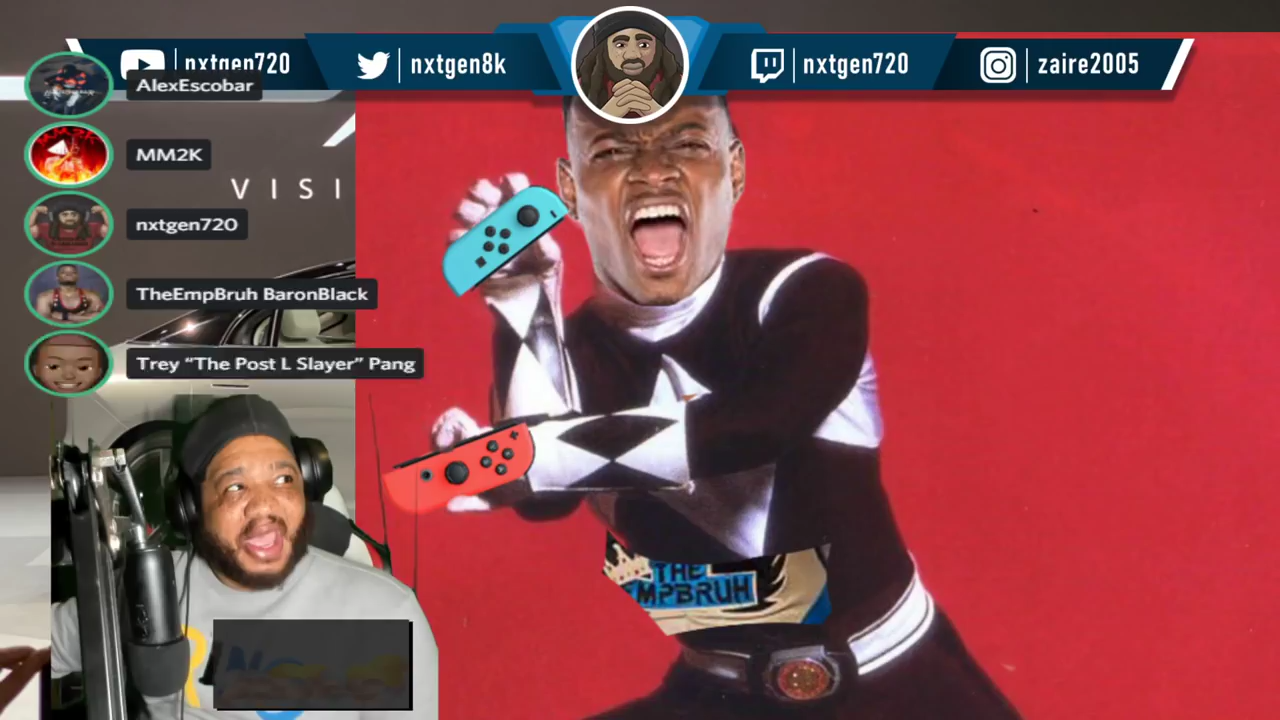 nxtgen720
nxtgen8k
nxtgen720
zaire2005
AlexEscobar
MM2K
VISI
nxtgen720
TheEmpBruh BaronBlack
Trey “The Post L Slayer” Pang
THE
EMPBRUH